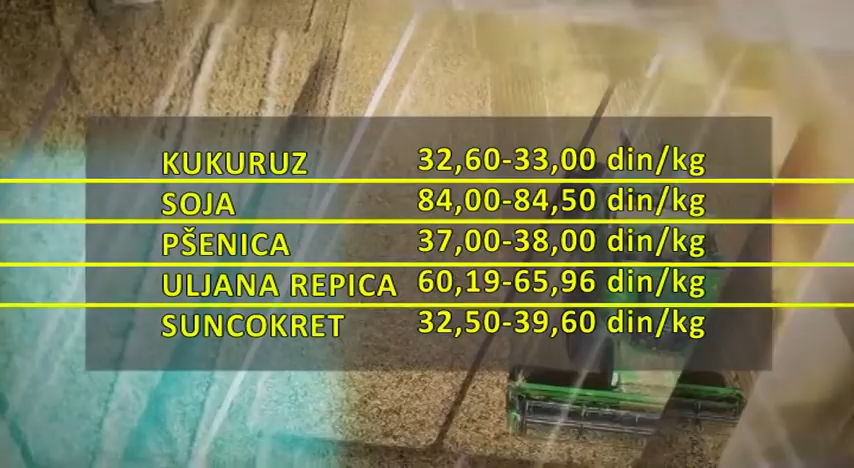 KUKURUZ 32,60-33,00 din/kg
SOJA 84,00-84,50 din/kg
PŠENICA 37,00-38,00 din/kg
ULJANA REPICA 60,19-65,96 din/kg
SUNCOKRET 32,50-39,60 din/kg